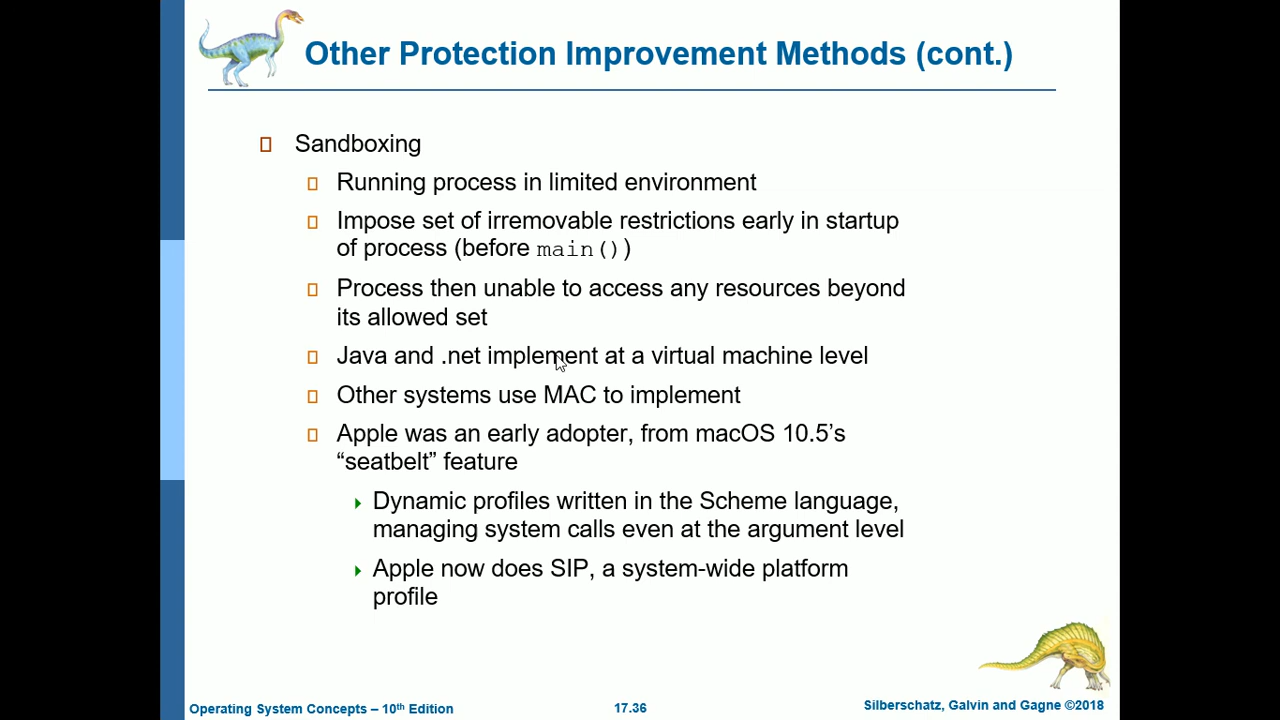 Other Protection Improvement Methods (cont.)
Sandboxing
Running process in limited environment
Impose set of irremovable restrictions early in startup
of process (before main())
Process then unable to access any resources beyond
its allowed set
Java and .net implement at a virtual machine level
Other systems use MAC to implement
Apple was an early adopter, from macOS 10.5’s
“seatbelt” feature
Dynamic profiles written in the Scheme language,
managing system calls even at the argument level
Apple now does SIP, a system-wide platform
profile
Operating System Concepts – 10th Edition
17.36
Silberschatz, Galvin and Gagne ©2018